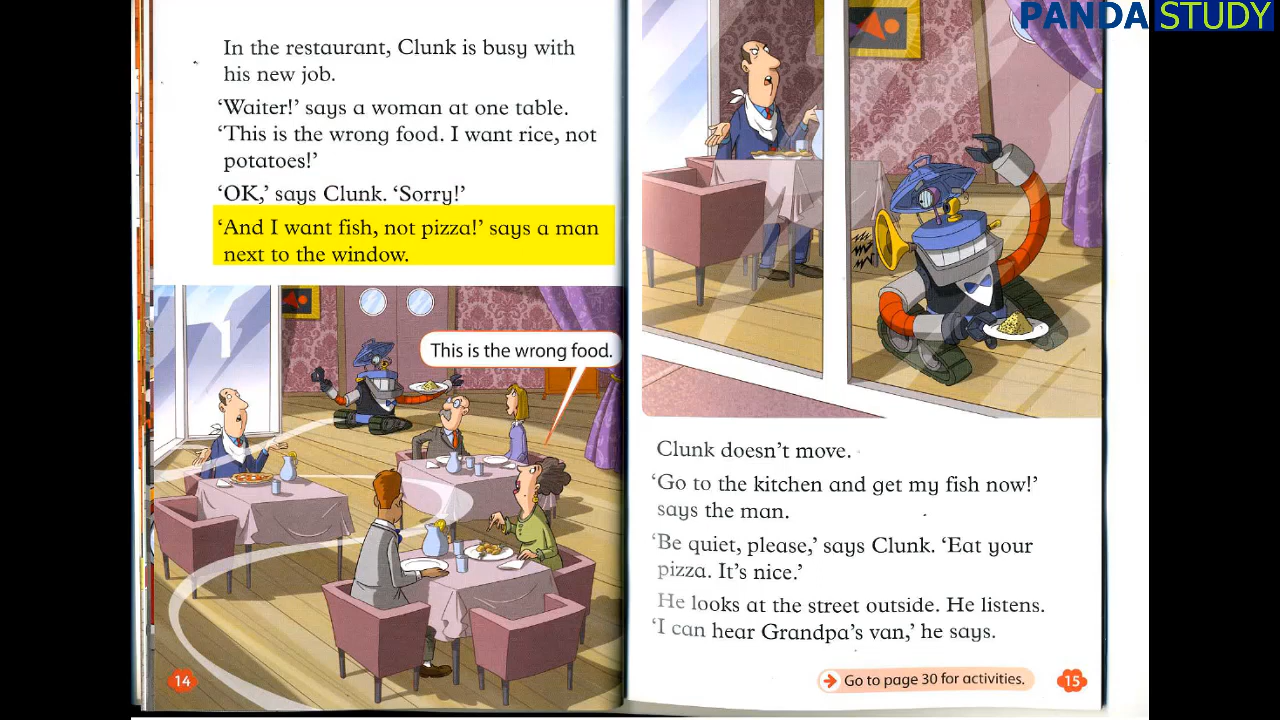 PANDA STUDY
In the restaurant, Clunk is busy with
his new job.
‘Waiter!’ says a woman at one table.
‘This is the wrong food. I want rice, not
potatoes!’
‘OK,’ says Clunk. ‘Sorry!’
‘And I want fish, not pizza!’ says a man
next to the window.
This is the wrong food.
14
Clunk doesn’t move.
‘Go to the kitchen and get my fish now!’
says the man.
‘Be quiet, please,’ says Clunk. ‘Eat your
pizza. It’s nice.’
He looks at the street outside. He listens.
‘I can hear Grandpa’s van,’ he says.
Go to page 30 for activities.
15